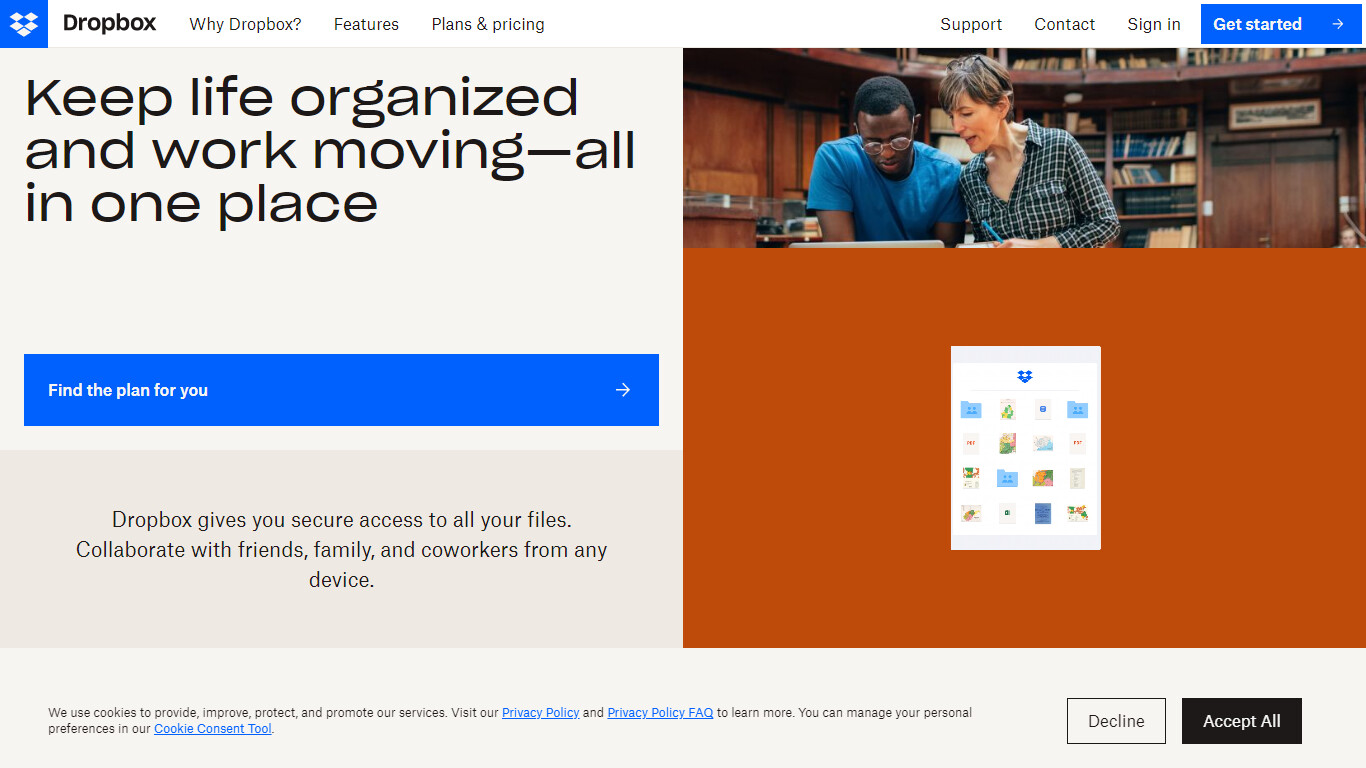 Dropbox
Why Dropbox?
Features
Plans & pricing
Support
Contact
Sign in
Get started
Keep life organized
and work moving—all
in one place
Find the plan for you
Dropbox gives you secure access to all your files.
Collaborate with friends, family, and coworkers from any
device.
PDF
PDF
We use cookies to provide, improve, protect, and promote our services. Visit our Privacy Policy and Privacy Policy FAQ to learn more. You can manage your personal
preferences in our Cookie Consent Tool.
Decline
Accept All